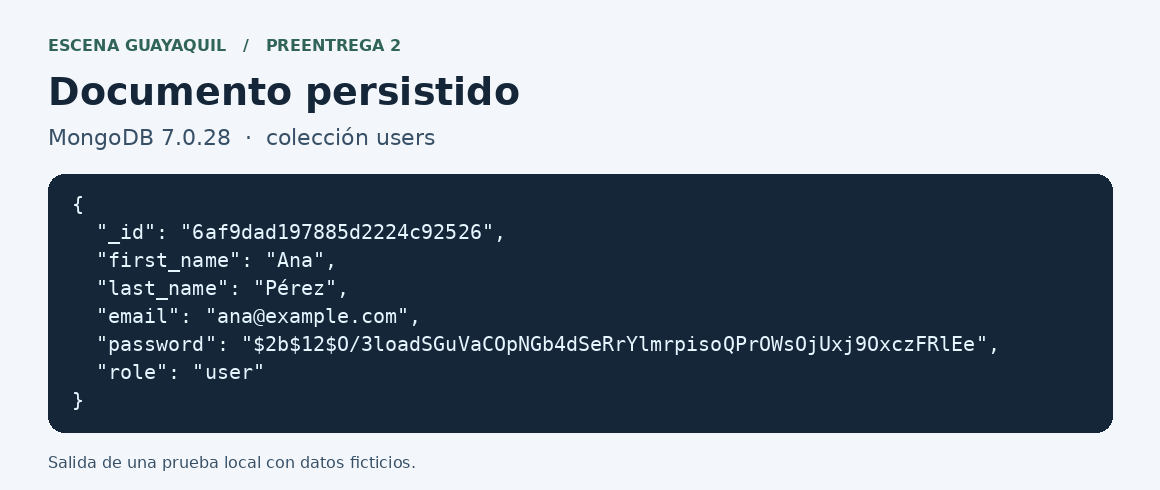 ESCENA GUAYAQUIL / PREENTREGA 2
Documento persistido
MongoDB 7.0.28 · colección users
{
"_id": "6af9dad197885d2224c92526",
"first_name": "Ana",
"last_name": "Pérez",
"email": "ana@example.com",
"password": "$2b$12$O/3loadSGuVaCOpNGb4dSeRrYlmrpisoQPrOWsOjUxj9OxczFRlEe",
"role": "user"
}
Salida de una prueba local con datos ficticios.